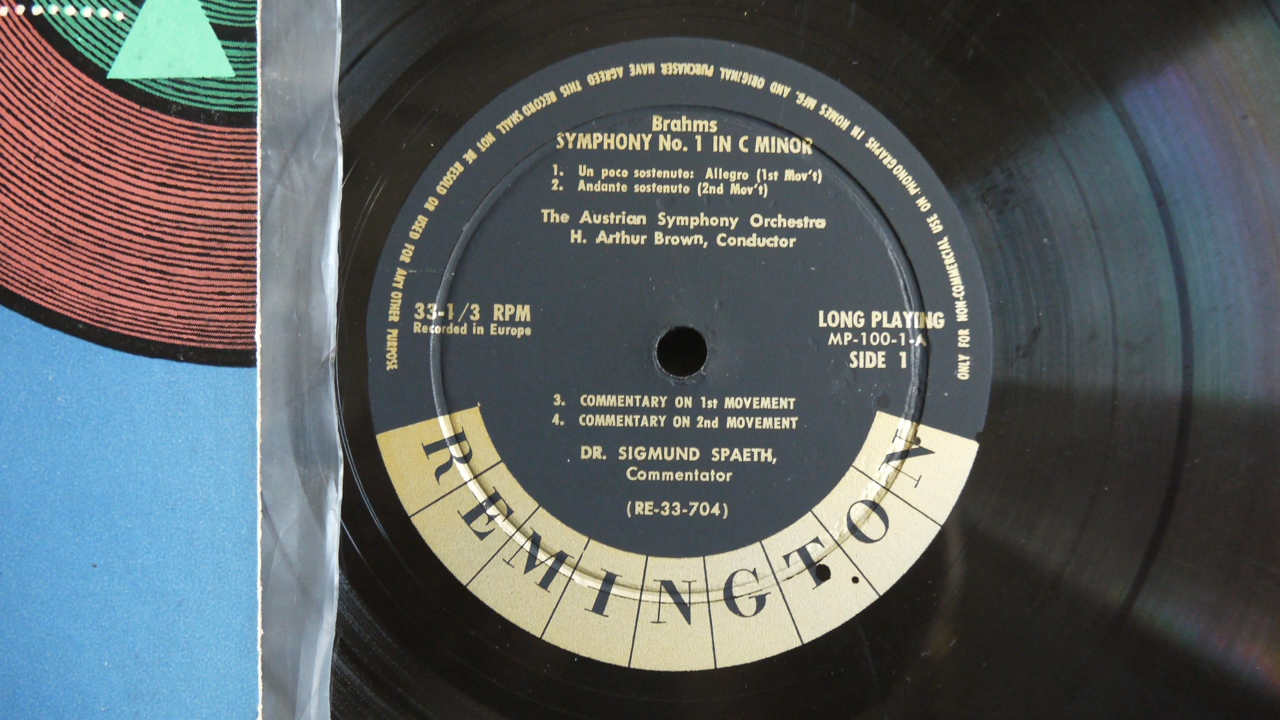 ONLY FOR NON-COMMERCIAL USE ON PHONOGRAPHS IN HOMES MFG. AND ORIGINAL PURCHASER HAVE AGREED THIS RECORD SHALL NOT BE RESOLD OR USED FOR ANY OTHER PURPOSE
Brahms
SYMPHONY No. 1 IN C MINOR
1. Un poco sostenuto: Allegro (1st Mov't)
2. Andante sostenuto (2nd Mov't)
The Austrian Symphony Orchestra
H. Arthur Brown, Conductor
33-1/3 RPM
Recorded in Europe
LONG PLAYING
MP-100-1-A
SIDE 1
3. COMMENTARY ON 1st MOVEMENT
4. COMMENTARY ON 2nd MOVEMENT
DR. SIGMUND SPAETH,
Commentator
(RE-33-704)
REMINGTON